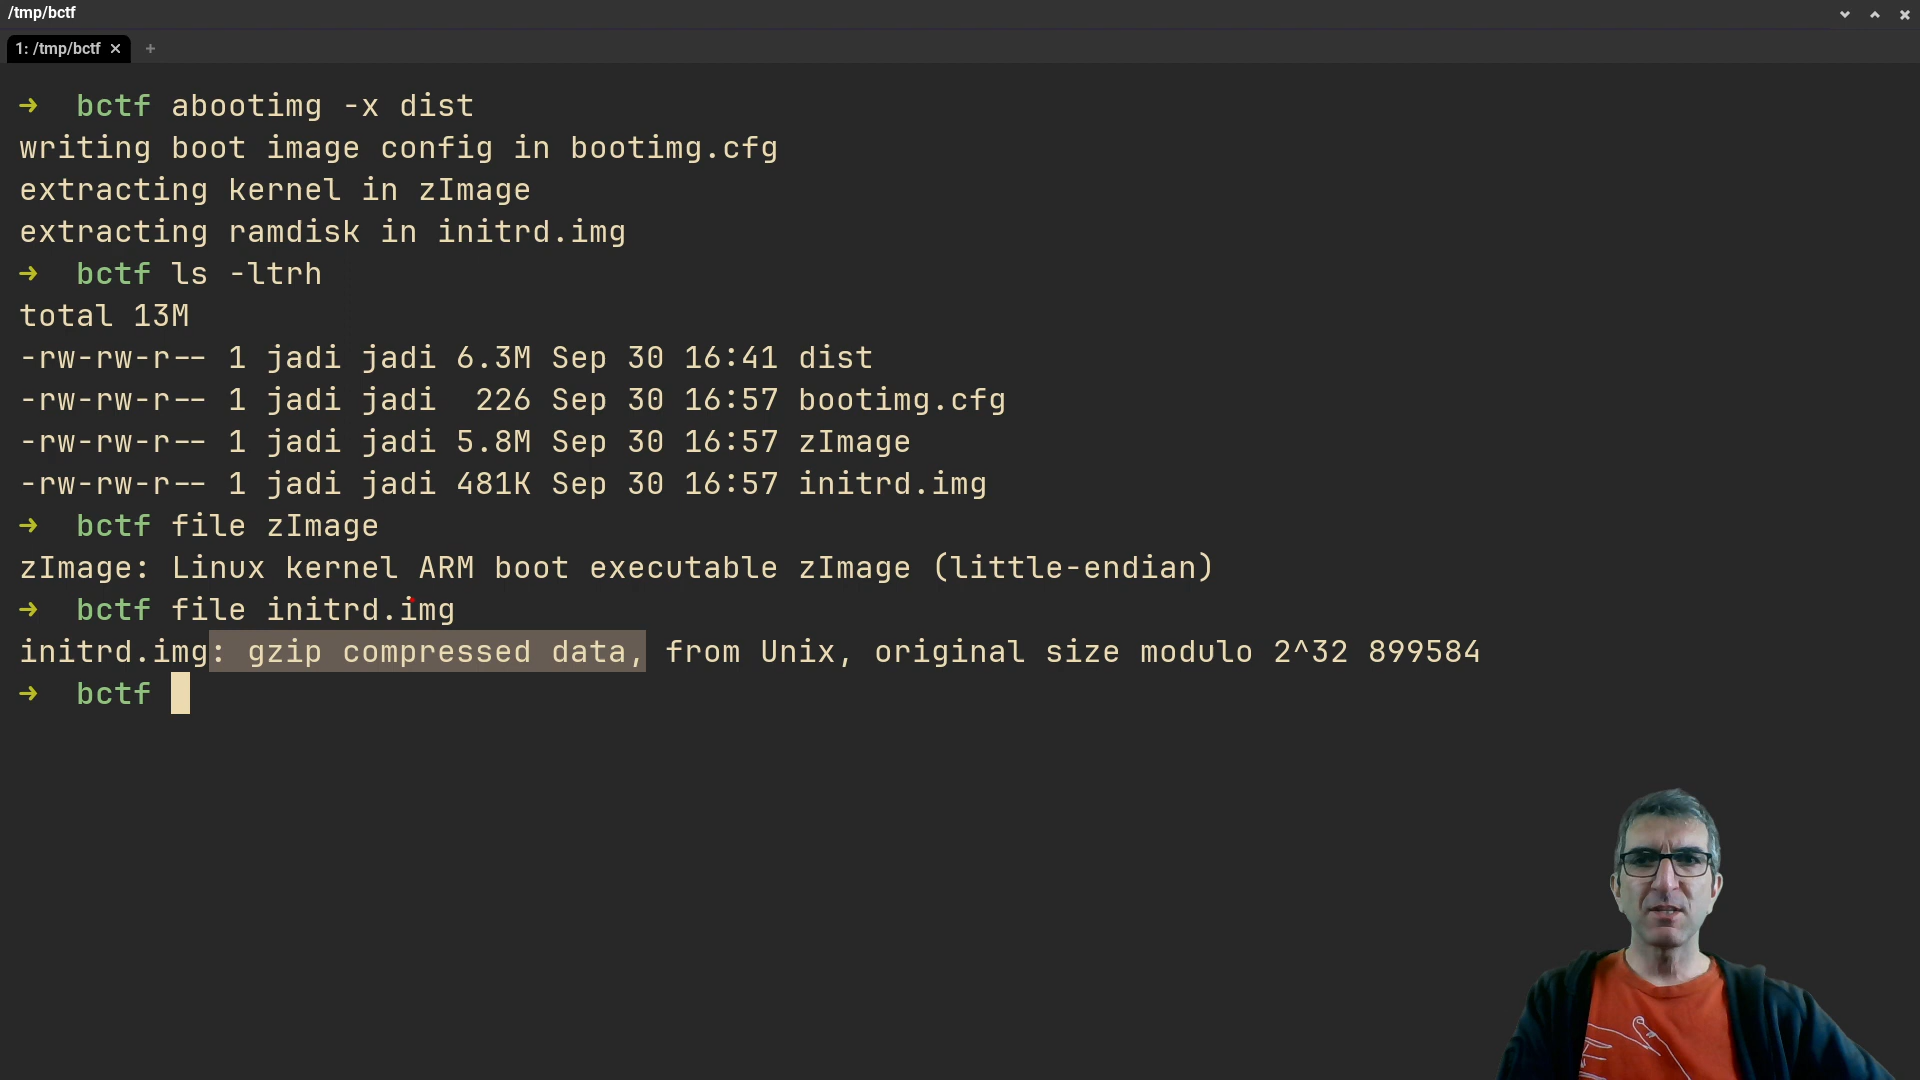 /tmp/bctf
1: /tmp/bctf × +
➜ bctf abootimg -x dist
writing boot image config in bootimg.cfg
extracting kernel in zImage
extracting ramdisk in initrd.img
➜ bctf ls -ltrh
total 13M
-rw-rw-r-- 1 jadi jadi 6.3M Sep 30 16:41 dist
-rw-rw-r-- 1 jadi jadi  226 Sep 30 16:57 bootimg.cfg
-rw-rw-r-- 1 jadi jadi 5.8M Sep 30 16:57 zImage
-rw-rw-r-- 1 jadi jadi 481K Sep 30 16:57 initrd.img
➜ bctf file zImage
zImage: Linux kernel ARM boot executable zImage (little-endian)
➜ bctf file initrd.img
initrd.img: gzip compressed data, from Unix, original size modulo 2^32 899584
➜ bctf